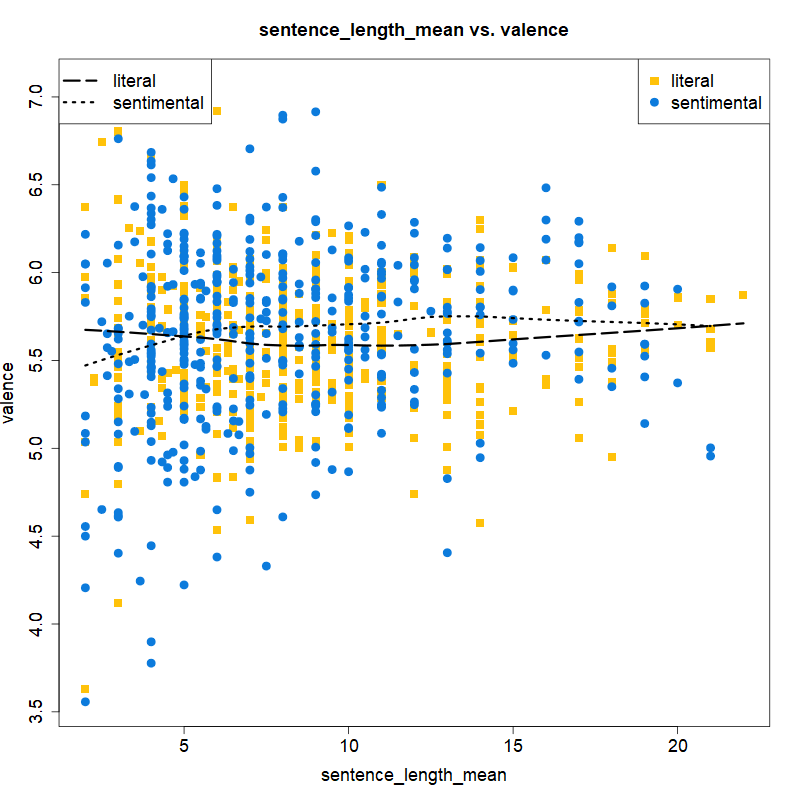 sentence_length_mean vs. valence
literal
sentimental
literal
sentimental
valence
7.0
6.5
6.0
5.5
5.0
4.5
4.0
3.5
5 10 15 20
sentence_length_mean